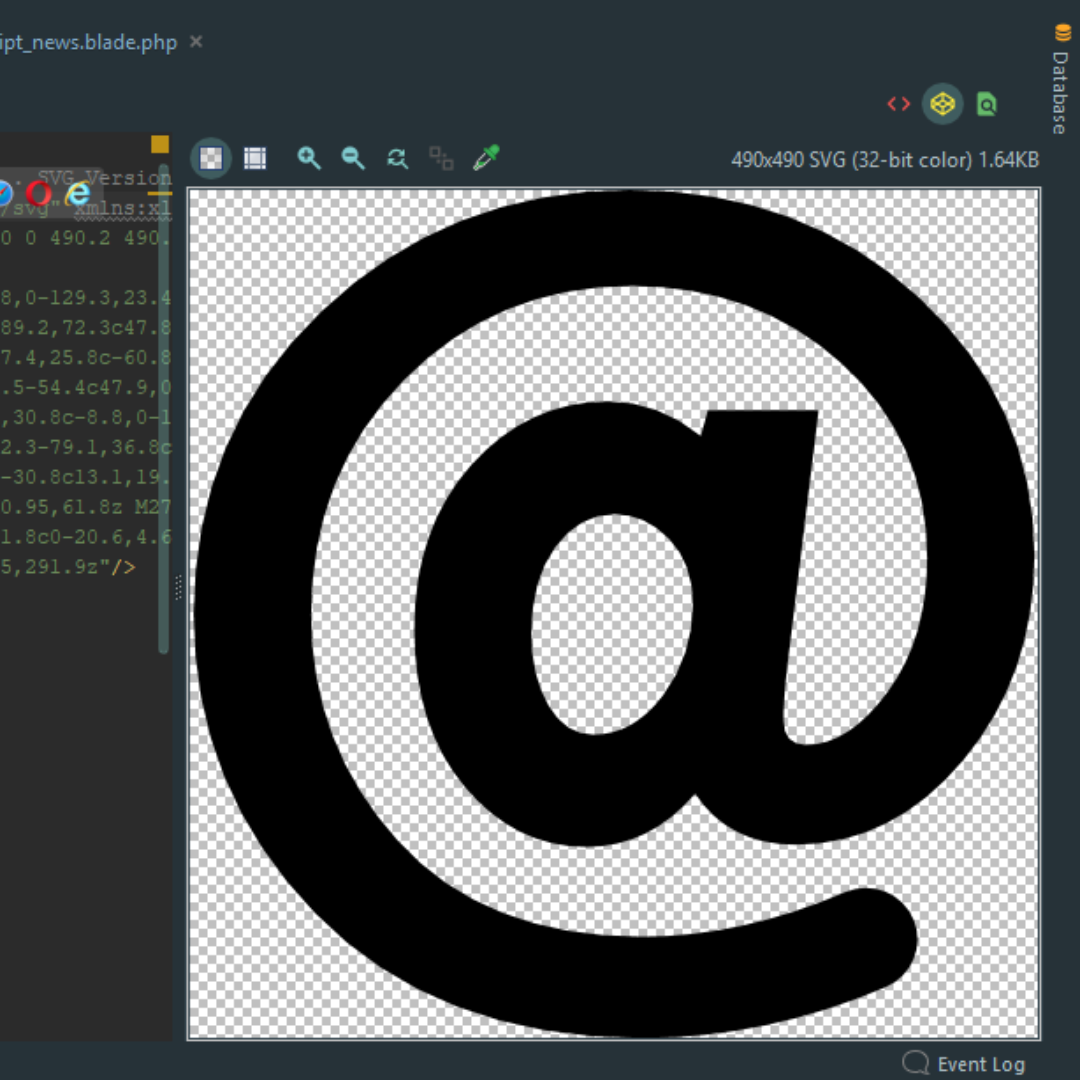 ipt_news.blade.php
Database
490x490 SVG (32-bit color) 1.64KB
. SVG Version
/svg" xmlns:xl
0 0 490.2 490.
8,0-129.3,23.4
89.2,72.3c47.8
7.4,25.8c-60.8
.5-54.4c47.9,0
,30.8c-8.8,0-1
2.3-79.1,36.8c
-30.8c13.1,19.
0.95,61.8z M27
1.8c0-20.6,4.6
5,291.9z"/>
@
Event Log